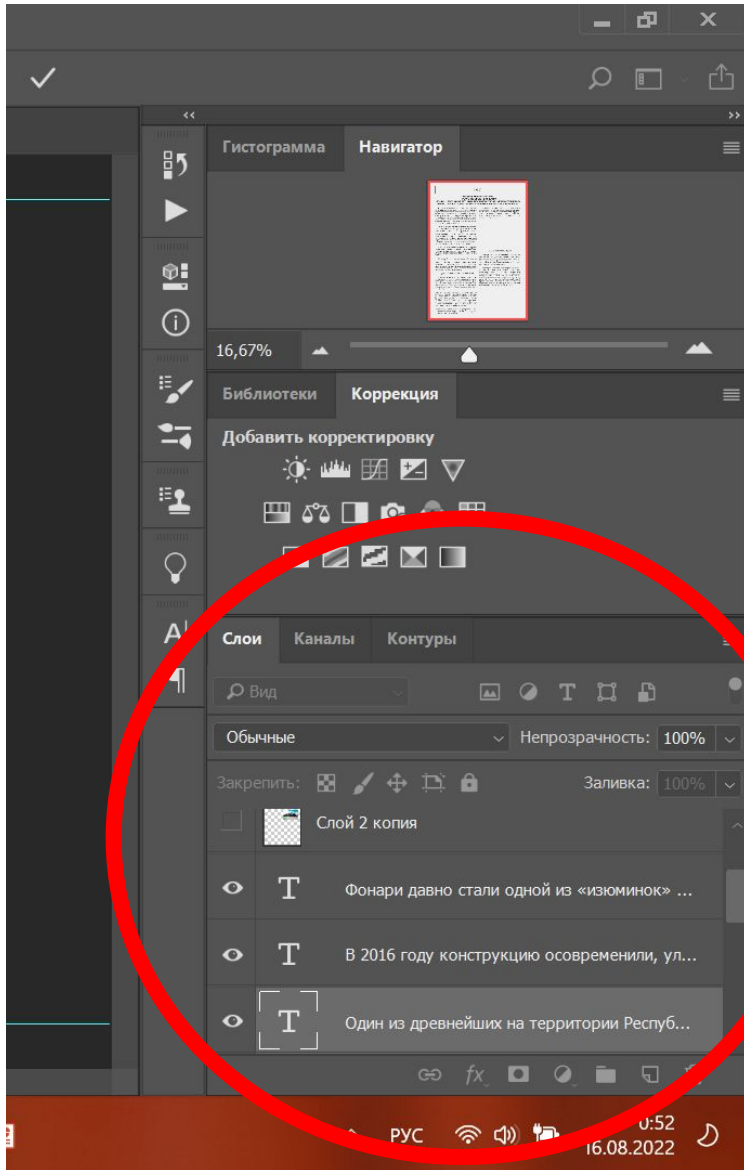 Гистограмма Навигатор
16,67%
Библиотеки Коррекция
Добавить корректировку
Слои Каналы Контуры
Вид
Обычные Непрозрачность: 100%
Закрепить: Заливка: 100%
Слой 2 копия
T Фонари давно стали одной из «изюминок» ...
T В 2016 году конструкцию осовременили, ул...
T Один из древнейших на территории Респуб...
fx
РУС 0:52
16.08.2022